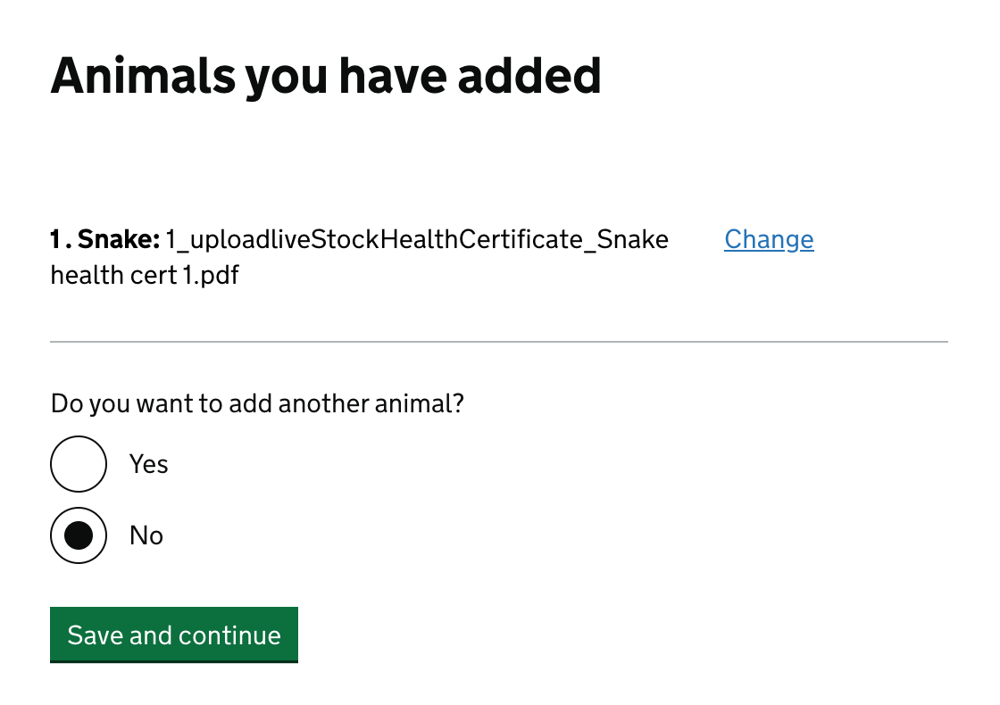 Animals you have added
1. Snake: 1_uploadliveStockHealthCertificate_Snake Change
health cert 1.pdf
Do you want to add another animal?
Yes
No
Save and continue